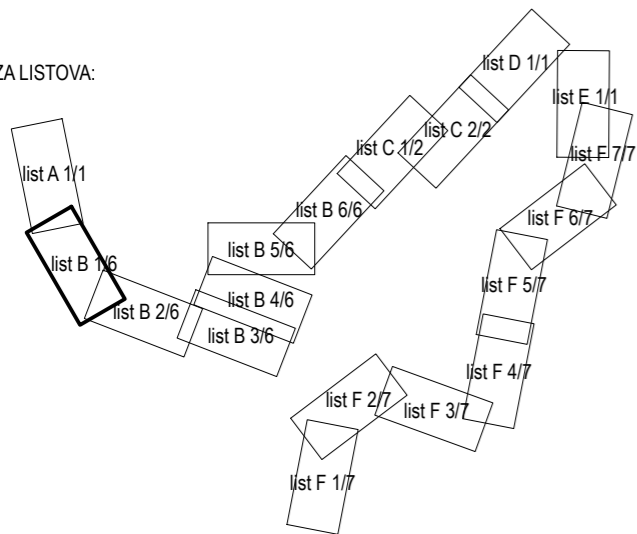 ZA LISTOVA:
list D 1/1
list E 1/1
list C 2/2
list C 1/2
list F 7/7
list A 1/1
list B 6/6
list F 6/7
list B 5/6
list B 1/6
list F 5/7
list B 4/6
list B 2/6
list B 3/6
list F 4/7
list F 2/7
list F 3/7
list F 1/7